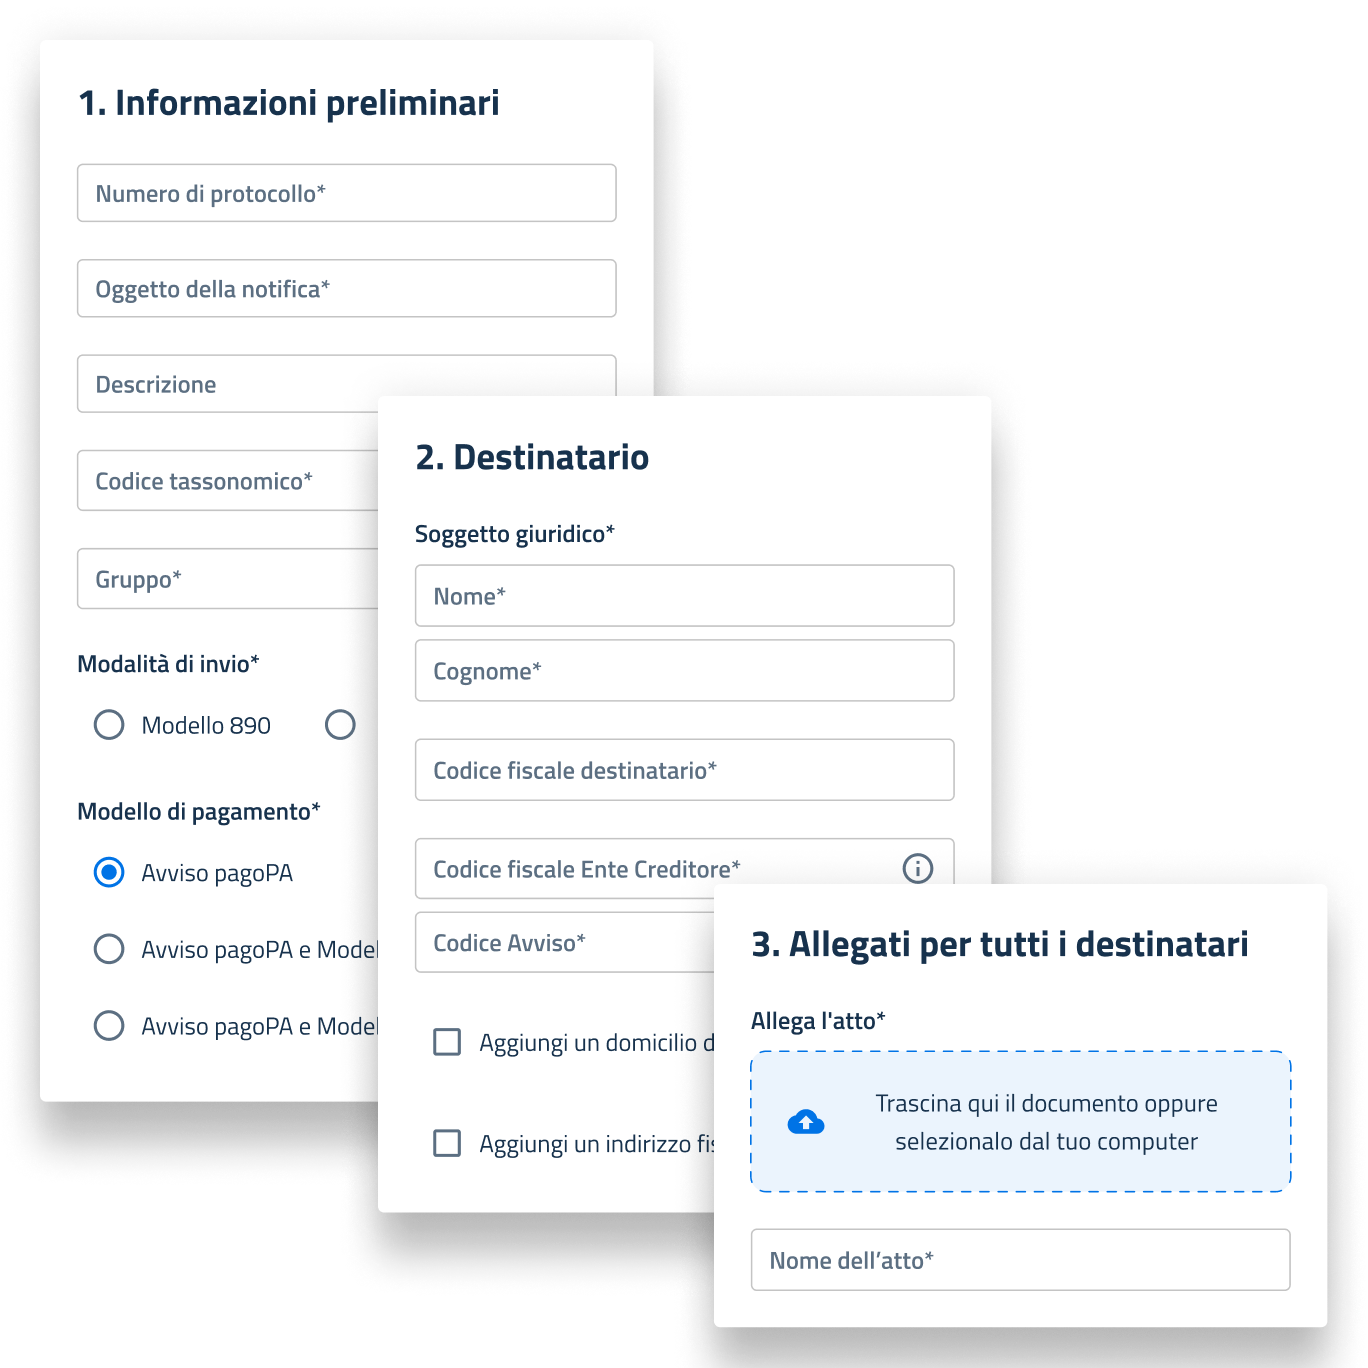 1. Informazioni preliminari
Numero di protocollo*
Oggetto della notifica*
Descrizione
Codice tassonomico*
Gruppo*
Modalità di invio*
Modello 890
Modello di pagamento*
Avviso pagoPA
Avviso pagoPA e
Avviso pagoPA e
2. Destinatario
Soggetto giuridico*
Nome*
Cognome*
Codice fiscale destinatario*
Codice fiscale Ente Creditore*
Codice Avviso*
Aggiungi un domicilio
Aggiungi un indirizzo
3. Allegati per tutti i destinatari
Allega l'atto*
Trascina qui il documento oppure
selezionalo dal tuo computer
Nome dell’atto*